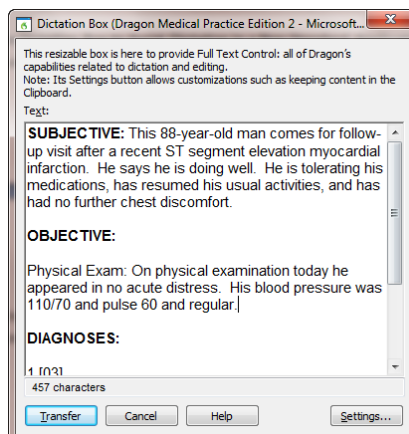 Dictation Box (Dragon Medical Practice Edition 2 - Microsoft...
This resizable box is here to provide Full Text Control: all of Dragon's
capabilities related to dictation and editing.
Note: Its Settings button allows customizations such as keeping content in the
Clipboard.
Text:
SUBJECTIVE: This 88-year-old man comes for follow-
up visit after a recent ST segment elevation myocardial
infarction.  He says he is doing well.  He is tolerating his
medications, has resumed his usual activities, and has
had no further chest discomfort.
OBJECTIVE:
Physical Exam: On physical examination today he
appeared in no acute distress.  His blood pressure was
110/70 and pulse 60 and regular.
DIAGNOSES:
1 [03]
457 characters
Transfer Cancel Help Settings...